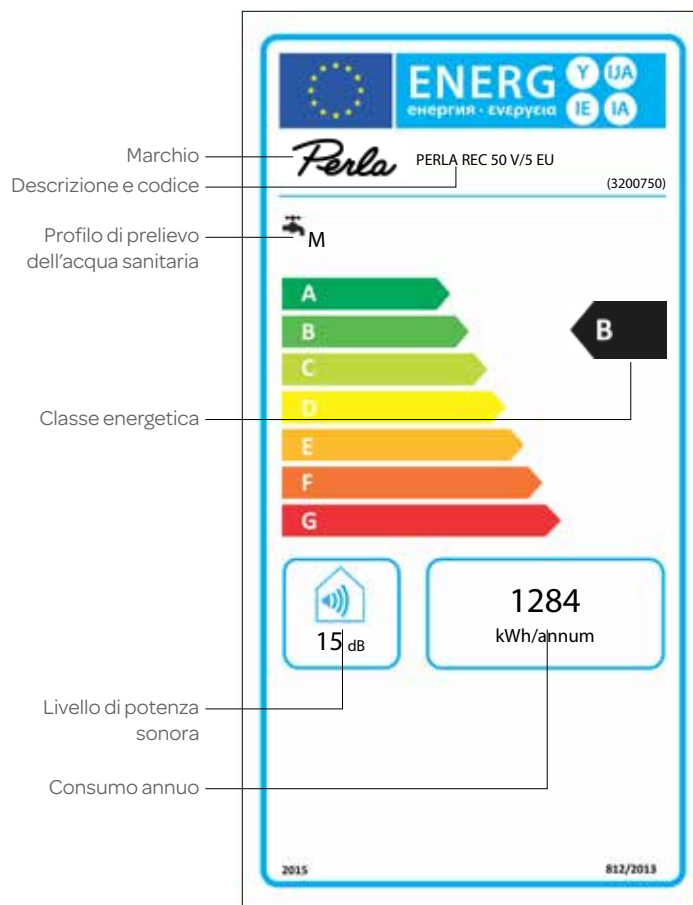 ENERG Y IJA
енергия · ενεργεια IE IA
Marchio
Perla PERLA REC 50 V/5 EU
Descrizione e codice
(3200750)
Profilo di prelievo
dell'acqua sanitaria
M
A
B
B
C
D
Classe energetica
E
F
G
15 dB
1284
kWh/annum
Livello di potenza
sonora
Consumo annuo
2015
812/2013